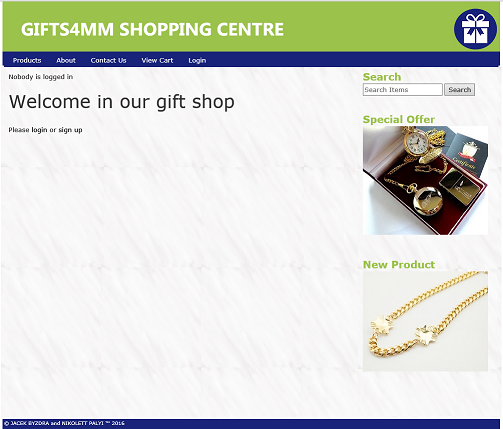 GIFTS4MM SHOPPING CENTRE
Products About Contact Us View Cart Login
Nobody is logged in
Welcome in our gift shop
Please login or sign up
Search
Search Items Search
Special Offer
Certificate
New Product
© JACEK BYZDRA and NIKOLETT PALYI ™ 2016